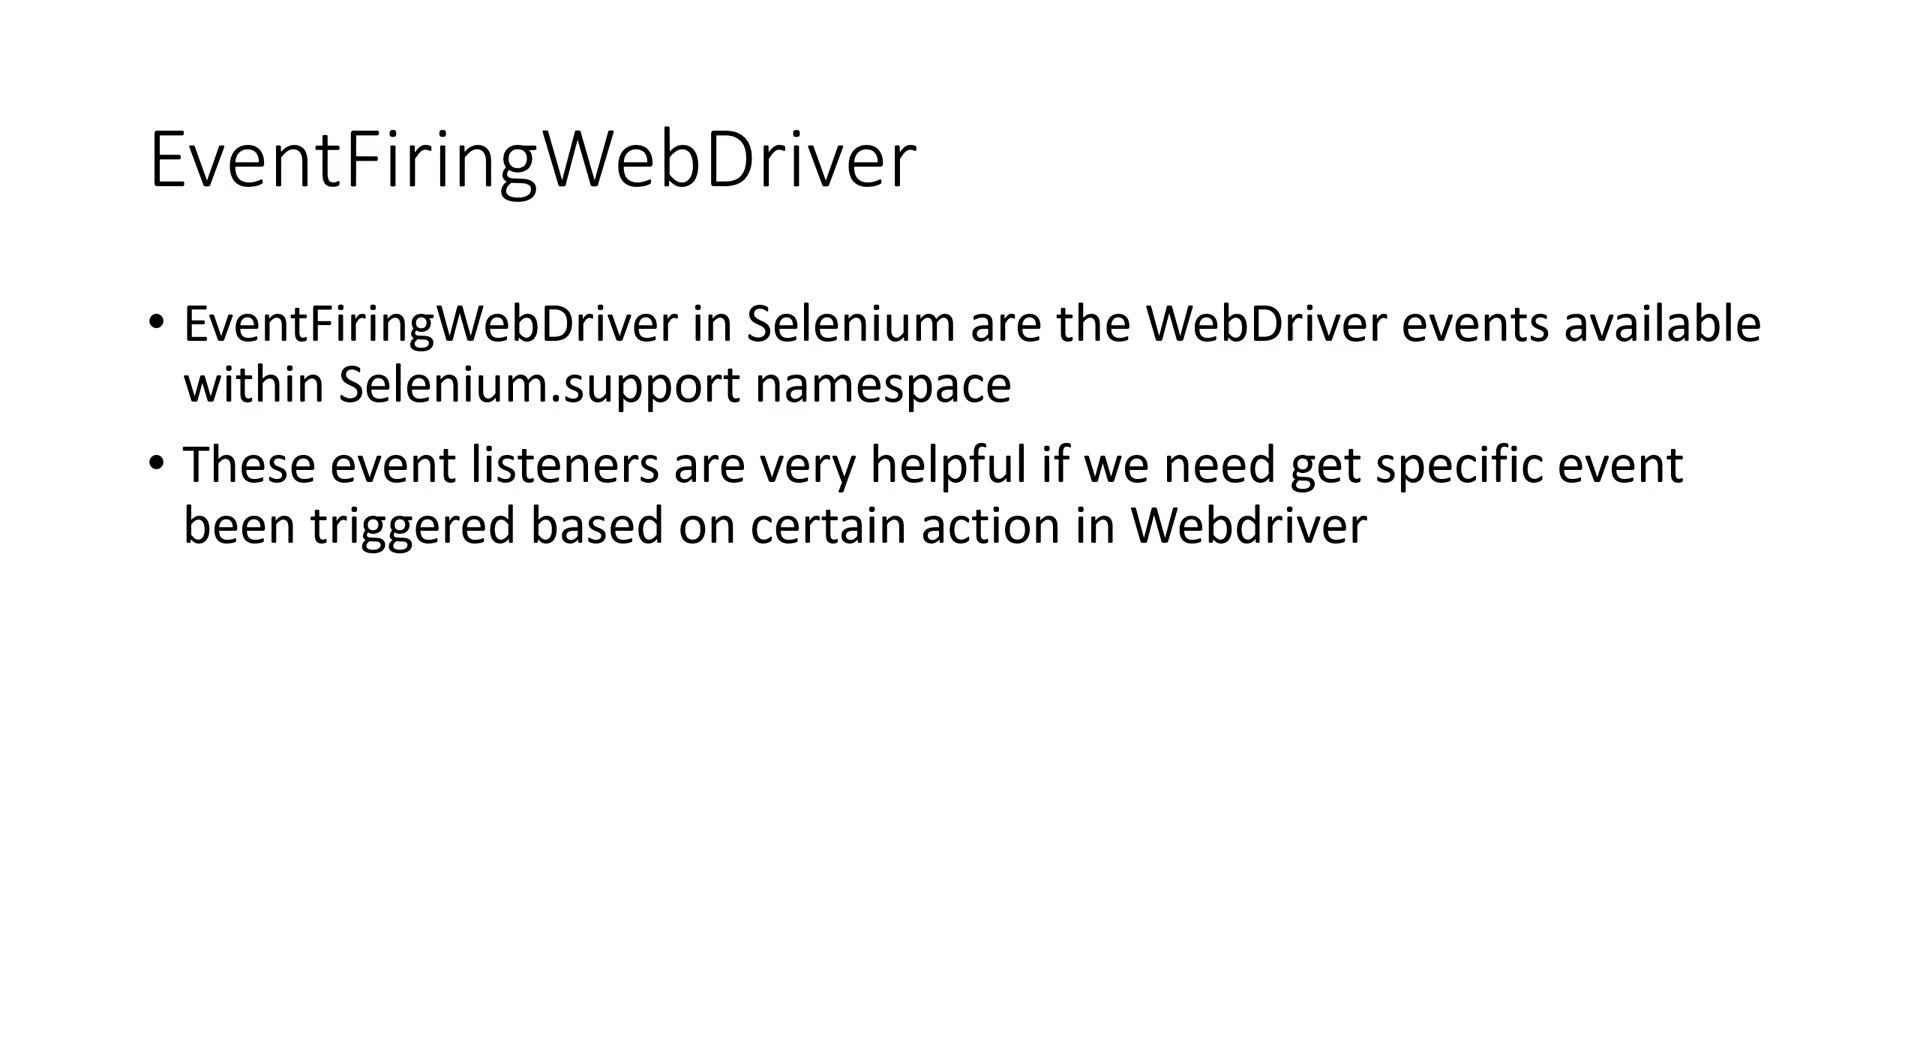 EventFiringWebDriver
• EventFiringWebDriver in Selenium are the WebDriver events available
within Selenium.support namespace
• These event listeners are very helpful if we need get specific event
been triggered based on certain action in Webdriver